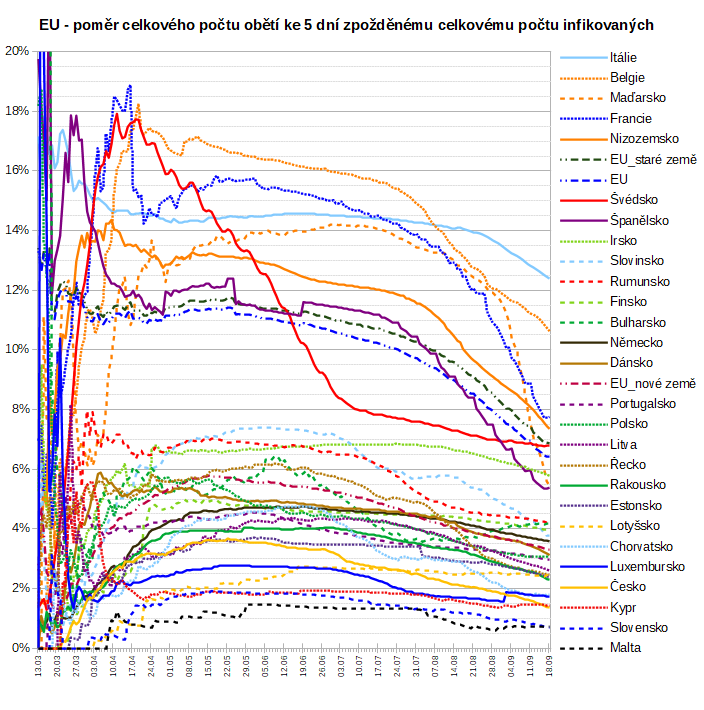 EU - poměr celkového počtu obětí ke 5 dní zpožděnému celkovému počtu infikovaných
20%
18%
16%
14%
12%
10%
8%
6%
4%
2%
0%
13.03
20.03
27.03
03.04
10.04
17.04
24.04
01.05
08.05
15.05
22.05
29.05
05.06
12.06
19.06
26.06
03.07
10.07
17.07
24.07
31.07
07.08
14.08
21.08
28.08
04.09
11.09
18.09
Itálie
Belgie
Maďarsko
Francie
Nizozemsko
EU_staré země
EU
Švédsko
Španělsko
Irsko
Slovinsko
Rumunsko
Finsko
Bulharsko
Německo
Dánsko
EU_nové země
Portugalsko
Polsko
Litva
Řecko
Rakousko
Estonsko
Lotyšsko
Chorvatsko
Luxembursko
Česko
Kypr
Slovensko
Malta